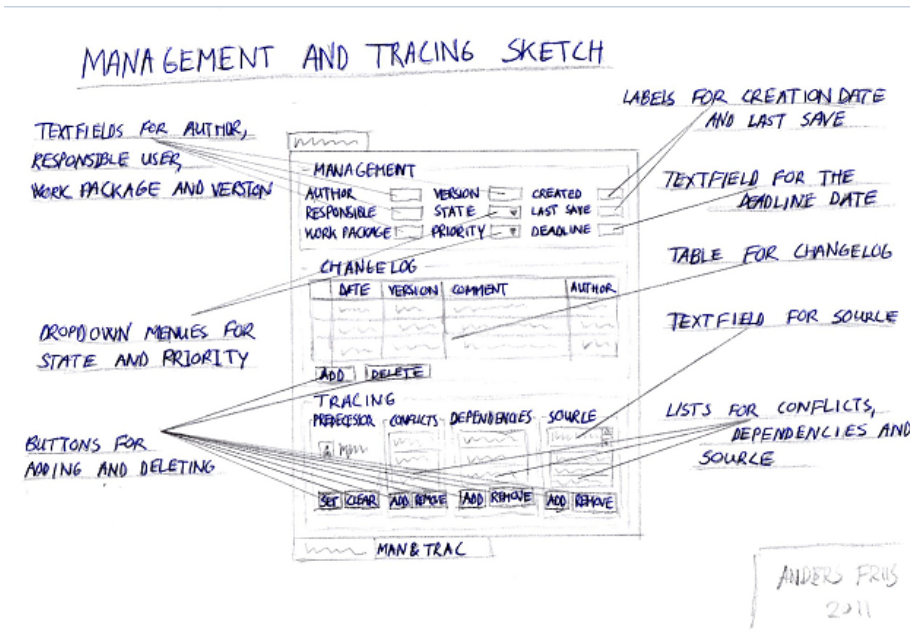 MANAGEMENT AND TRACING SKETCH
LABELS FOR CREATION DATE
AND LAST SAVE
TEXTFIELDS FOR AUTHOR,
RESPONSIBLE USER,
WORK PACKAGE AND VERSION
TEXTFIELD FOR THE
DEADLINE DATE
TABLE FOR CHANGELOG
TEXTFIELD FOR SOURCE
LISTS FOR CONFLICTS,
DEPENDENCIES AND
SOURCE
DROPDOWN MENUES FOR
STATE AND PRIORITY
BUTTONS FOR
ADDING AND DELETING
MANAGEMENT
AUTHOR VERSION CREATED
RESPONSIBLE STATE LAST SAVE
WORK PACKAGE PRIORITY DEADLINE
CHANGELOG
DATE VERSION COMMENT AUTHOR
ADD DELETE
TRACING
PREDECESSOR CONFLICTS DEPENDENCIES SOURCE
SET CLEAR ADD REMOVE ADD REMOVE ADD REMOVE
MAN & TRAC
ANDERS FRIIS
2011